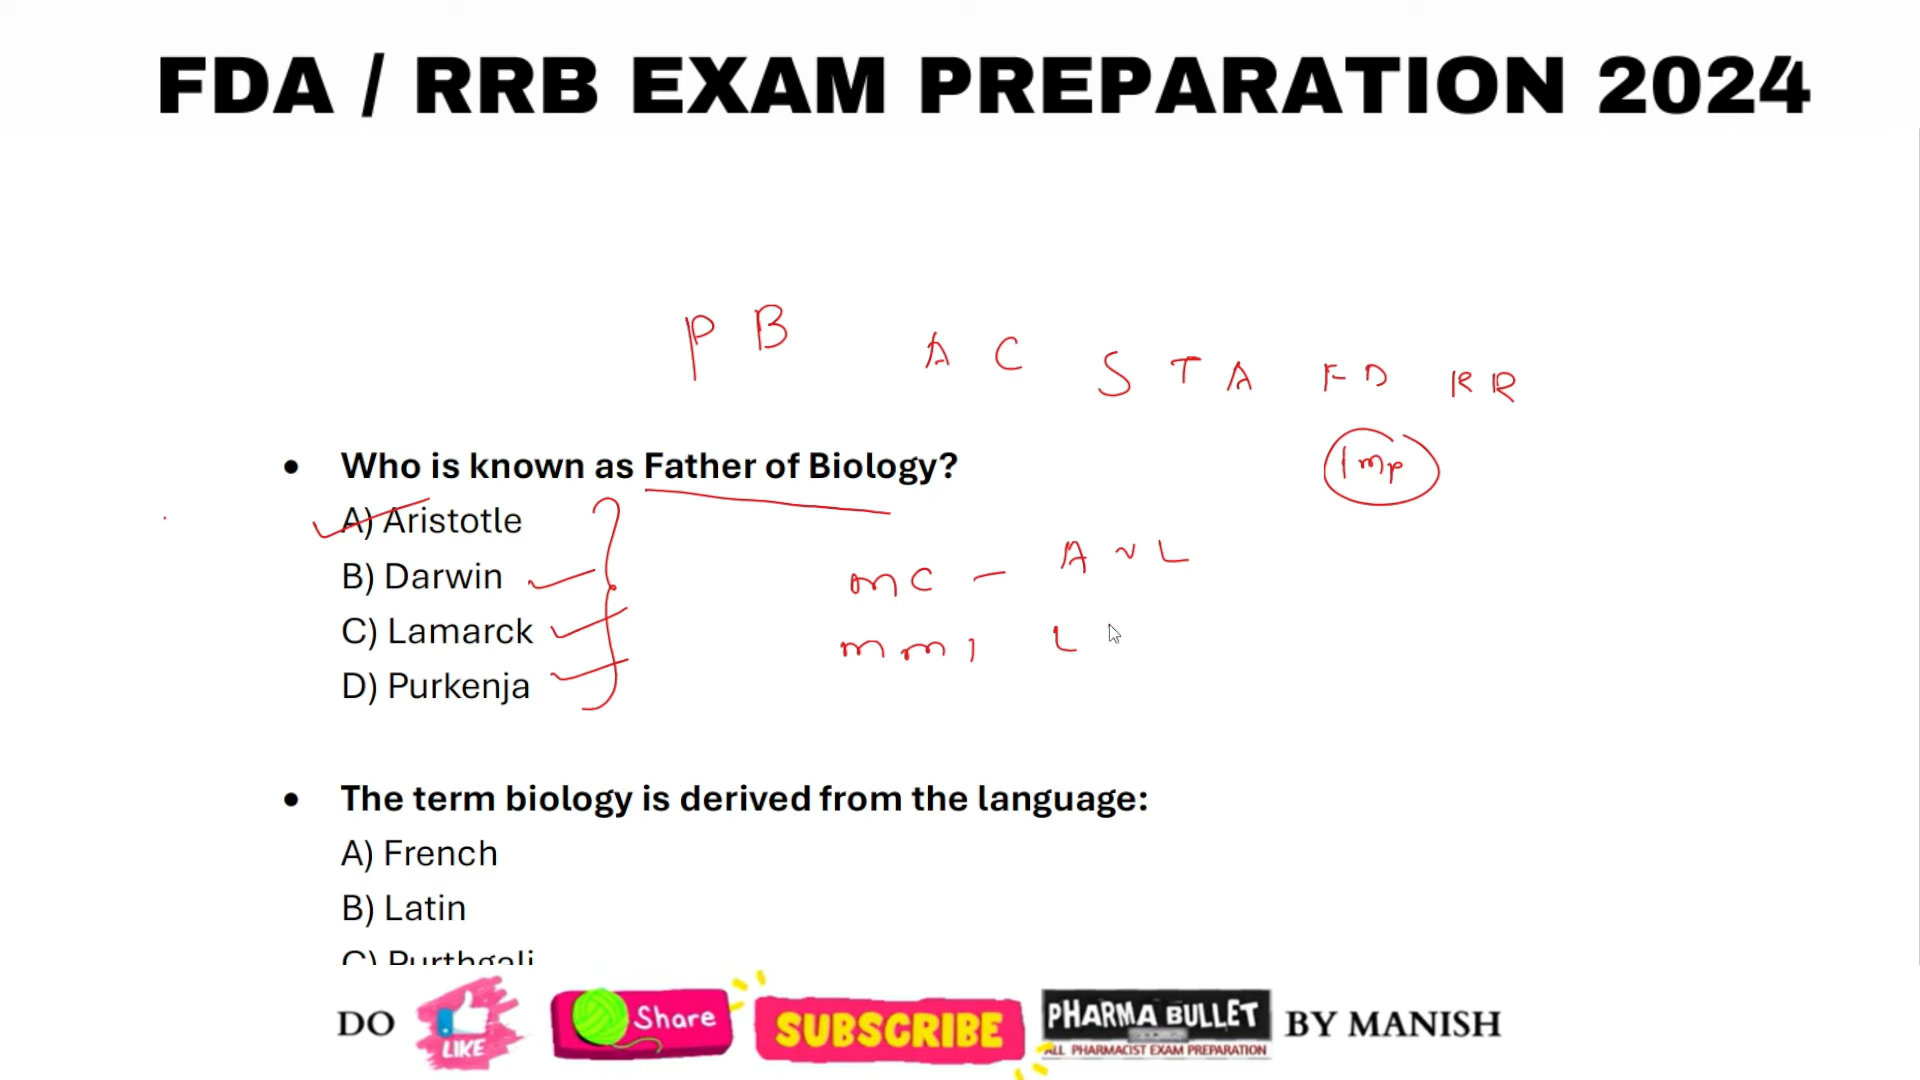 FDA / RRB EXAM PREPARATION 2024
P B A C S T A F D R R
Imp
• Who is known as Father of Biology?
A) Aristotle
B) Darwin
C) Lamarck
D) Purkenja
MC - A L
mm, L
• The term biology is derived from the language:
A) French
B) Latin
C) Purthgali
DO LIKE Share SUBSCRIBE PHARMA BULLET BY MANISH
ALL PHARMACIST EXAM PREPARATION